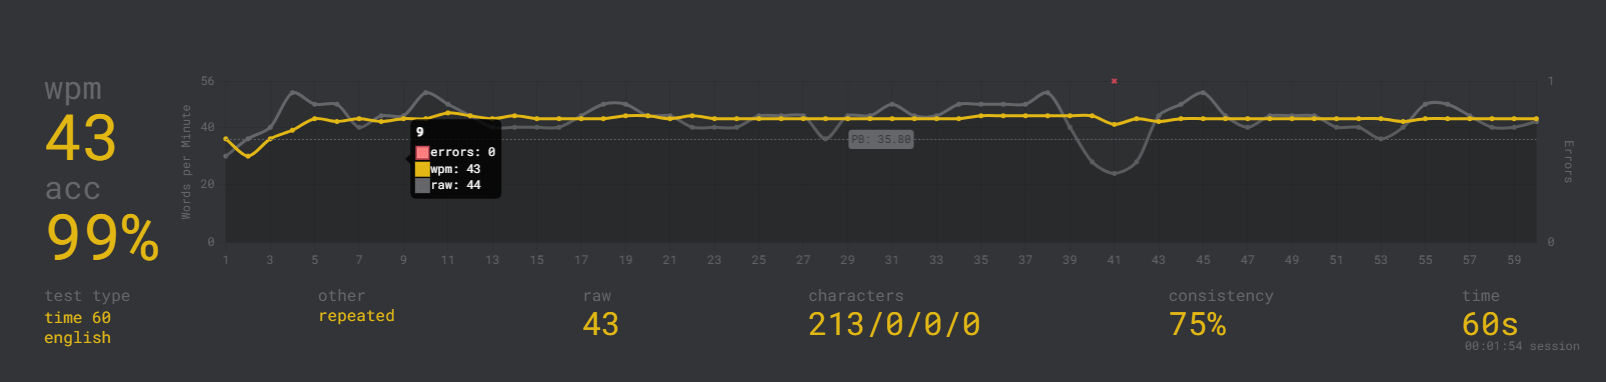 wpm
43
acc
99%
Words per Minute
56
40
20
0
9
errors: 0
wpm: 43
raw: 44
PB: 35.80
1
0
Errors
1 3 5 7 9 11 13 15 17 19 21 23 25 27 29 31 33 35 37 39 41 43 45 47 49 51 53 55 57 59
test type
time 60
english
other
repeated
raw
43
characters
213/0/0/0
consistency
75%
time
60s
00:01:54 session